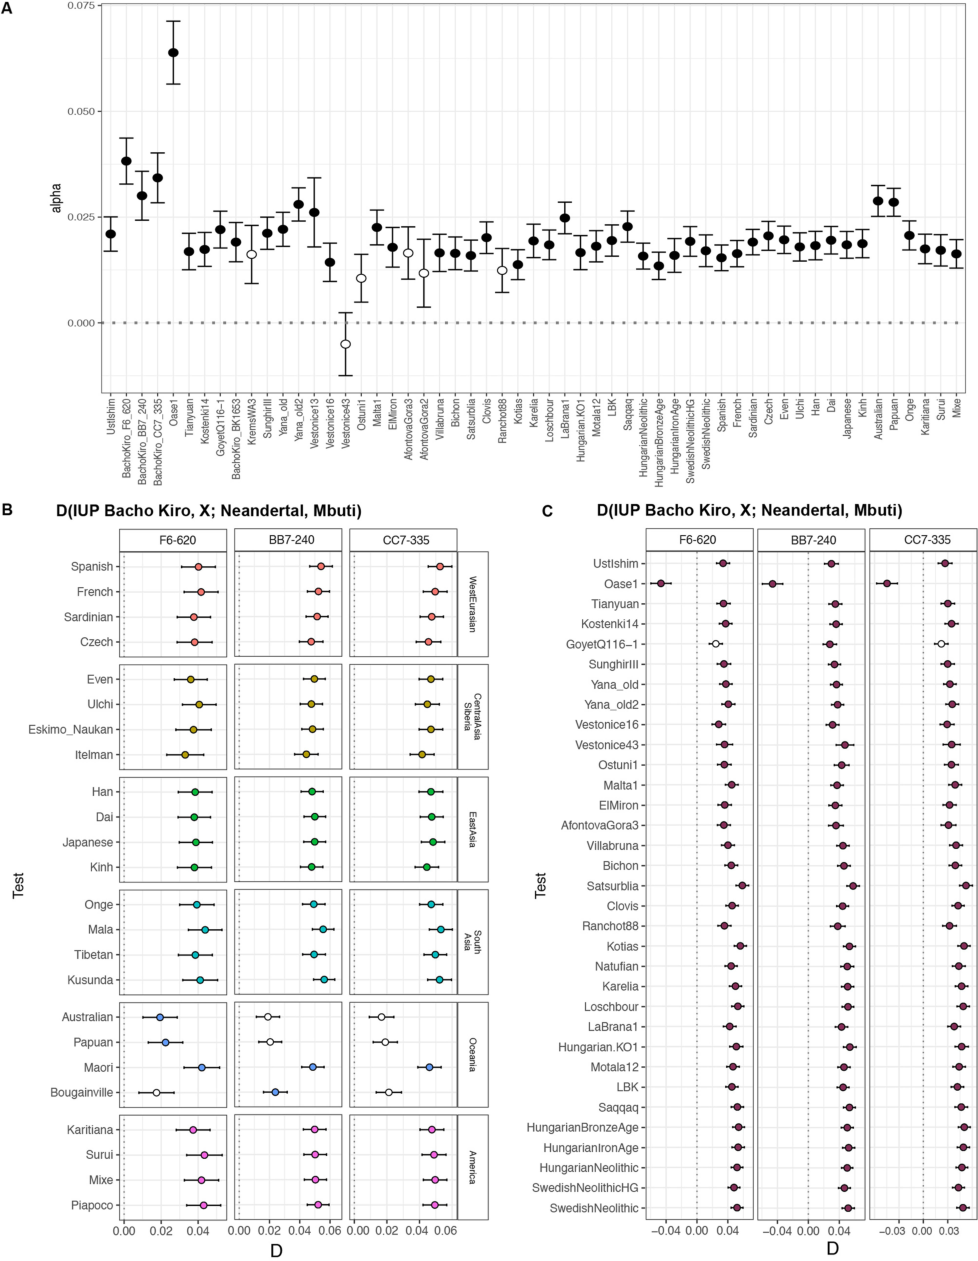 A
0.075
0.050
0.025
0.000
alpha
UstIshim
BachoKiro_F6_620
BachoKiro_BB7_240
BachoKiro_CC7_335
Oase1
Tianyuan
Kostenki14
GoyetQ116-1
BachoKiro_BK1653
KremsWA3
SunghirIII
Yana_old
Yana_old2
Vestonice13
Vestonice16
Vestonice43
Ostuni1
Malta1
ElMiron
AfontovaGora3
AfontovaGora2
Villabruna
Bichon
Satsurblia
Clovis
Ranchot88
Kotias
Karelia
Loschbour
LaBrana1
Hungarian.KO1
Motala12
LBK
Saqqaq
HungarianNeolithic
HungarianBronzeAge
HungarianIronAge
SwedishNeolithicHG
SwedishNeolithic
Spanish
French
Sardinian
Czech
Even
Ulchi
Han
Dai
Japanese
Kinh
Australian
Papuan
Onge
Karitiana
Surui
Mixe
B
D(IUP Bacho Kiro, X; Neandertal, Mbuti)
F6-620
BB7-240
CC7-335
Test
Spanish
French
Sardinian
Czech
WestEurasian
Even
Ulchi
Eskimo_Naukan
Itelman
CentralAsia
Siberia
Han
Dai
Japanese
Kinh
EastAsia
Onge
Mala
Tibetan
Kusunda
South
Asia
Australian
Papuan
Maori
Bougainville
Oceania
Karitiana
Surui
Mixe
Piapoco
America
0.00 0.02 0.04 0.00 0.02 0.04 0.06 0.00 0.02 0.04 0.06
D
C
D(IUP Bacho Kiro, X; Neandertal, Mbuti)
F6-620
BB7-240
CC7-335
Test
UstIshim
Oase1
Tianyuan
Kostenki14
GoyetQ116−1
SunghirIII
Yana_old
Yana_old2
Vestonice16
Vestonice43
Ostuni1
Malta1
ElMiron
AfontovaGora3
Villabruna
Bichon
Satsurblia
Clovis
Ranchot88
Kotias
Natufian
Karelia
Loschbour
LaBrana1
Hungarian.KO1
Motala12
LBK
Saqqaq
HungarianBronzeAge
HungarianIronAge
HungarianNeolithic
SwedishNeolithicHG
SwedishNeolithic
−0.04 0.00 0.04 −0.04 0.00 0.04 −0.03 0.00 0.03
D